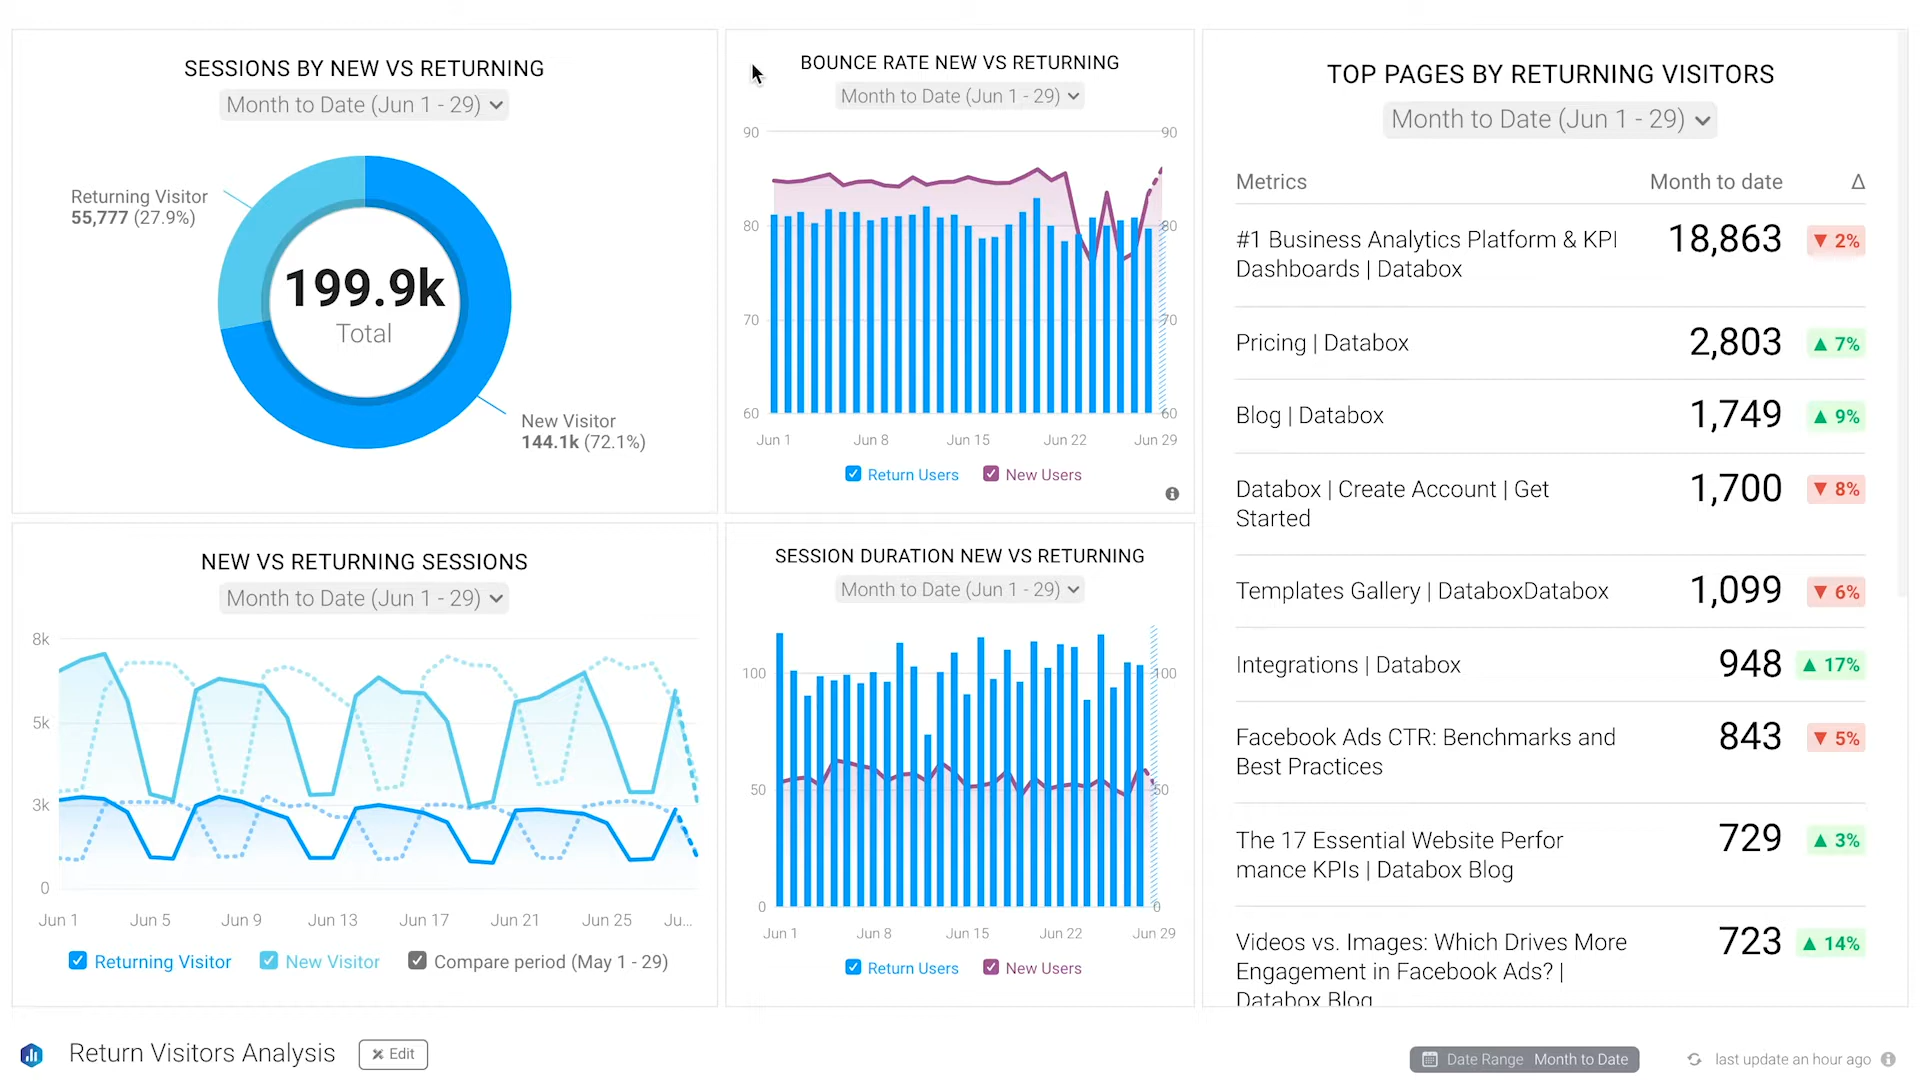 SESSIONS BY NEW VS RETURNING
Month to Date (Jun 1 - 29)
Returning Visitor
55,777 (27.9%)
199.9k
Total
New Visitor
144.1k (72.1%)
BOUNCE RATE NEW VS RETURNING
Month to Date (Jun 1 - 29)
90 90
80 80
70 70
60 60
Jun 1 Jun 8 Jun 15 Jun 22 Jun 29
Return Users New Users
NEW VS RETURNING SESSIONS
Month to Date (Jun 1 - 29)
8k
5k
3k
0
Jun 1 Jun 5 Jun 9 Jun 13 Jun 17 Jun 21 Jun 25 Ju...
Returning Visitor New Visitor Compare period (May 1 - 29)
SESSION DURATION NEW VS RETURNING
Month to Date (Jun 1 - 29)
100 100
50 50
0 0
Jun 1 Jun 8 Jun 15 Jun 22 Jun 29
Return Users New Users
TOP PAGES BY RETURNING VISITORS
Month to Date (Jun 1 - 29)
Metrics Month to date Δ
#1 Business Analytics Platform & KPI 18,863 ▼ 2%
Dashboards | Databox
Pricing | Databox 2,803 ▲ 7%
Blog | Databox 1,749 ▲ 9%
Databox | Create Account | Get 1,700 ▼ 8%
Started
Templates Gallery | DataboxDatabox 1,099 ▼ 6%
Integrations | Databox 948 ▲ 17%
Facebook Ads CTR: Benchmarks and 843 ▼ 5%
Best Practices
The 17 Essential Website Perfor 729 ▲ 3%
mance KPIs | Databox Blog
Videos vs. Images: Which Drives More 723 ▲ 14%
Engagement in Facebook Ads? |
Databox Blog
Return Visitors Analysis Edit
Date Range Month to Date last update an hour ago